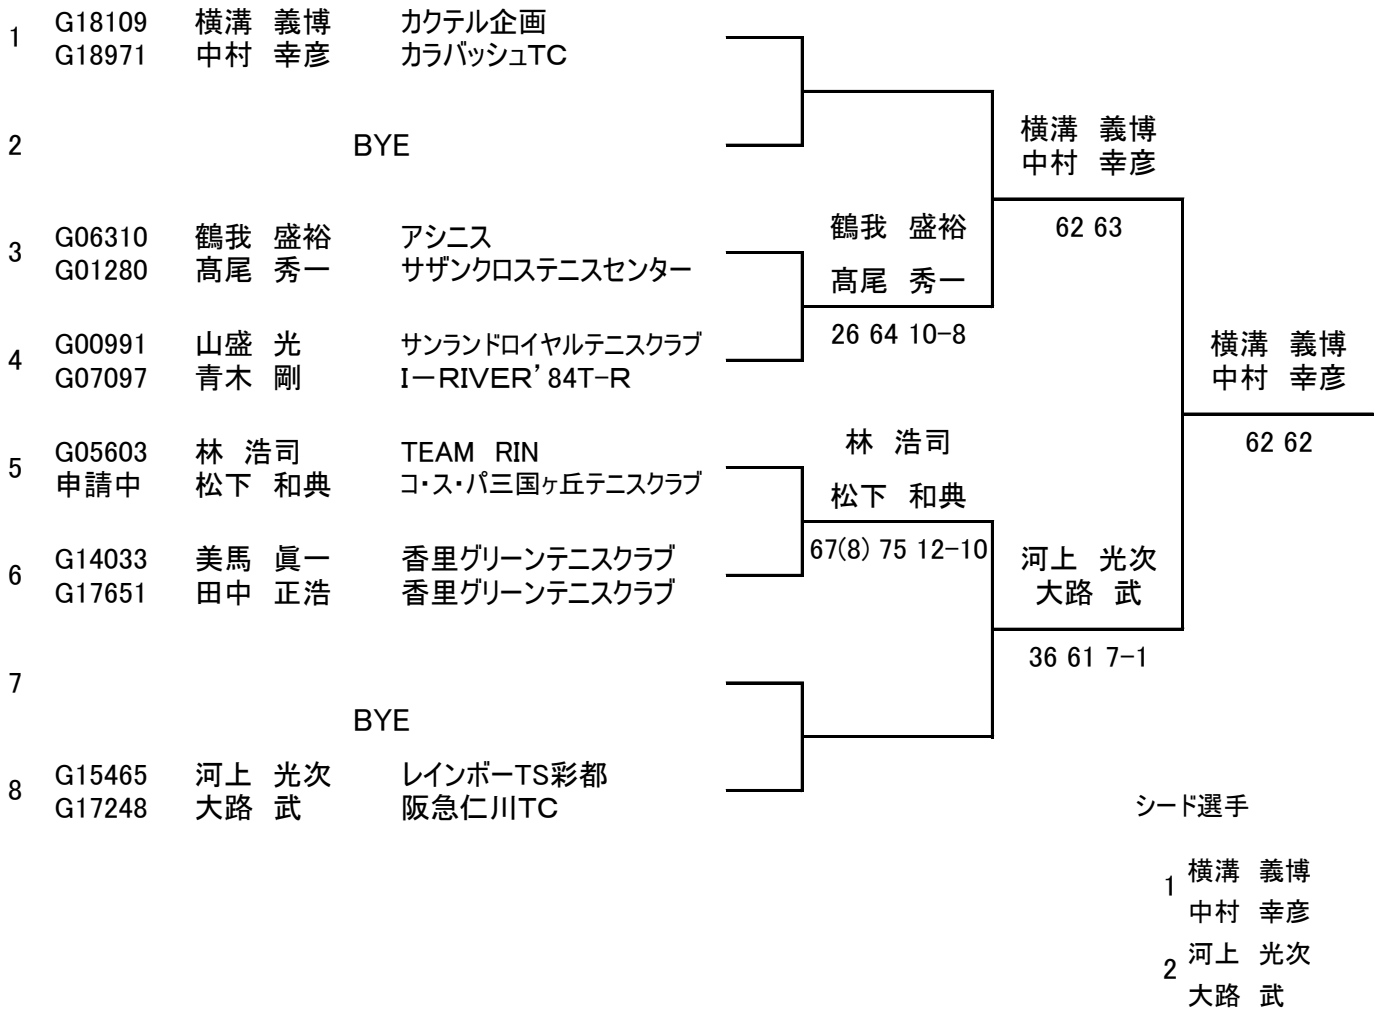 1 G18109 横溝 義博 カクテル企画
G18971 中村 幸彦 カラバッシュTC
2 BYE
横溝 義博
中村 幸彦
62 63
3 G06310 鶴我 盛裕 アシニス
G01280 髙尾 秀一 サザンクロステニスセンター
鶴我 盛裕
髙尾 秀一
26 64 10-8
4 G00991 山盛 光 サンランドロイヤルテニスクラブ
G07097 青木 剛 I－RIVER’84T-R
横溝 義博
中村 幸彦
62 62
5 G05603 林 浩司 TEAM RIN
申請中 松下 和典 コ・ス・パ三国ヶ丘テニスクラブ
林 浩司
松下 和典
67(8) 75 12-10
6 G14033 美馬 眞一 香里グリーンテニスクラブ
G17651 田中 正浩 香里グリーンテニスクラブ
河上 光次
大路 武
36 61 7-1
7
BYE
8 G15465 河上 光次 レインボーTS彩都
G17248 大路 武 阪急仁川TC
シード選手
1 横溝 義博
中村 幸彦
2 河上 光次
大路 武